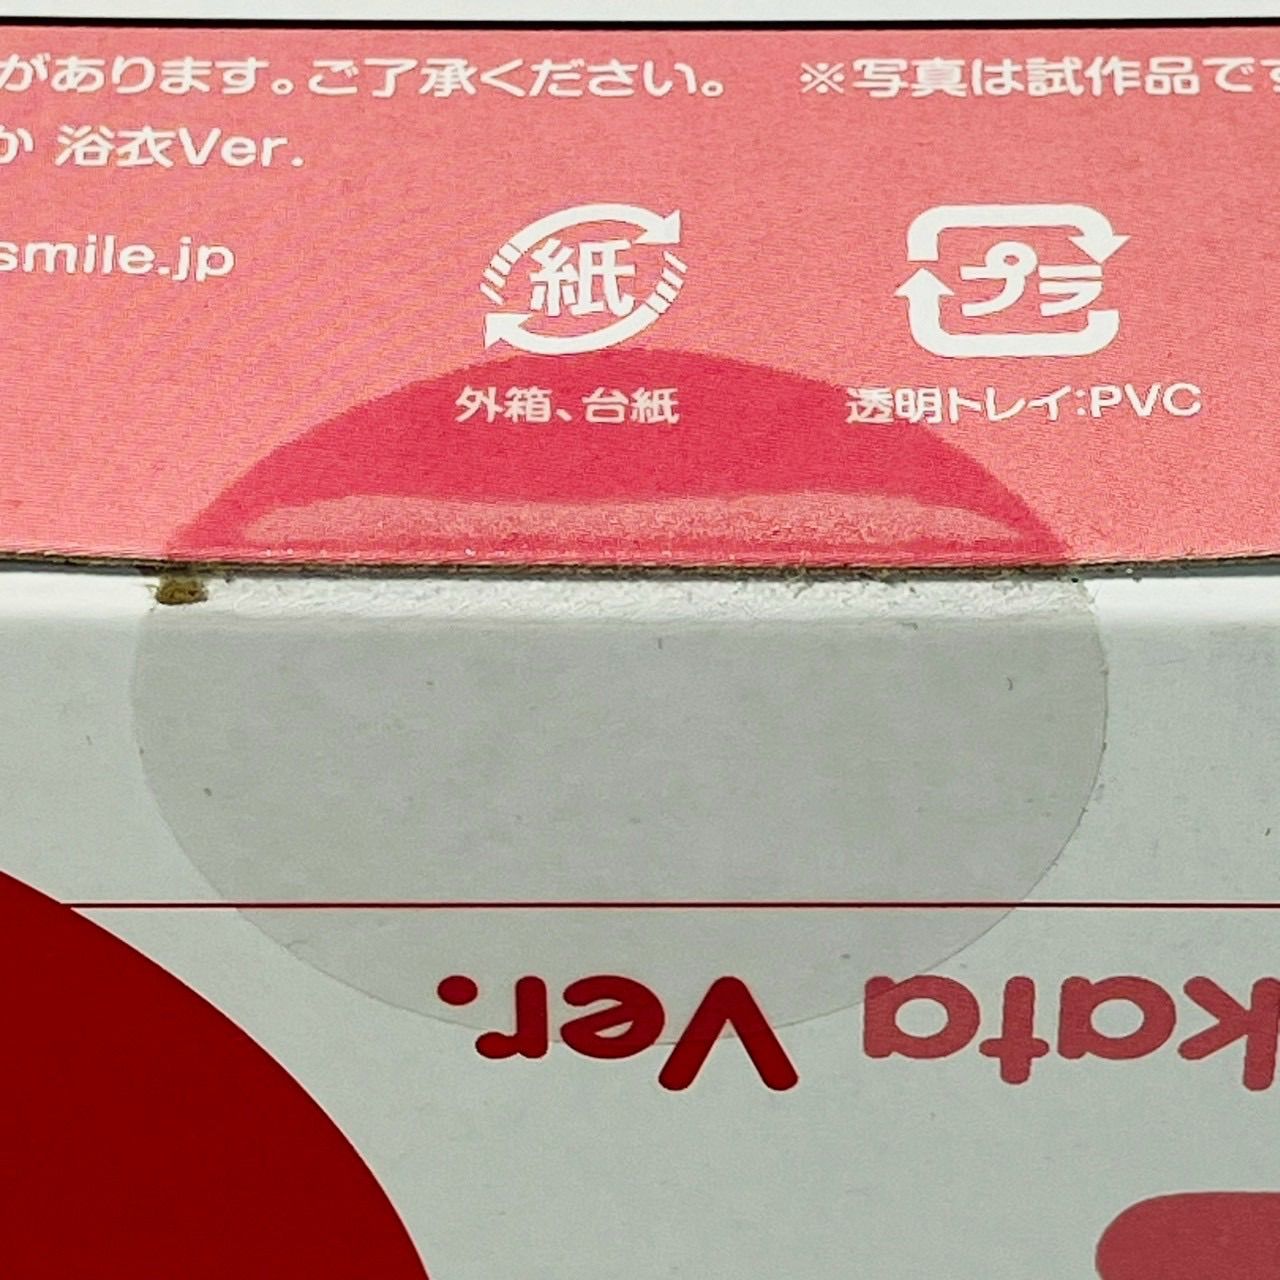 があります。ご了承ください。 ※写真は試作品です
か 浴衣Ver.
smile.jp
紙
プラ
外箱、台紙
透明トレイ:PVC
kata Ver.